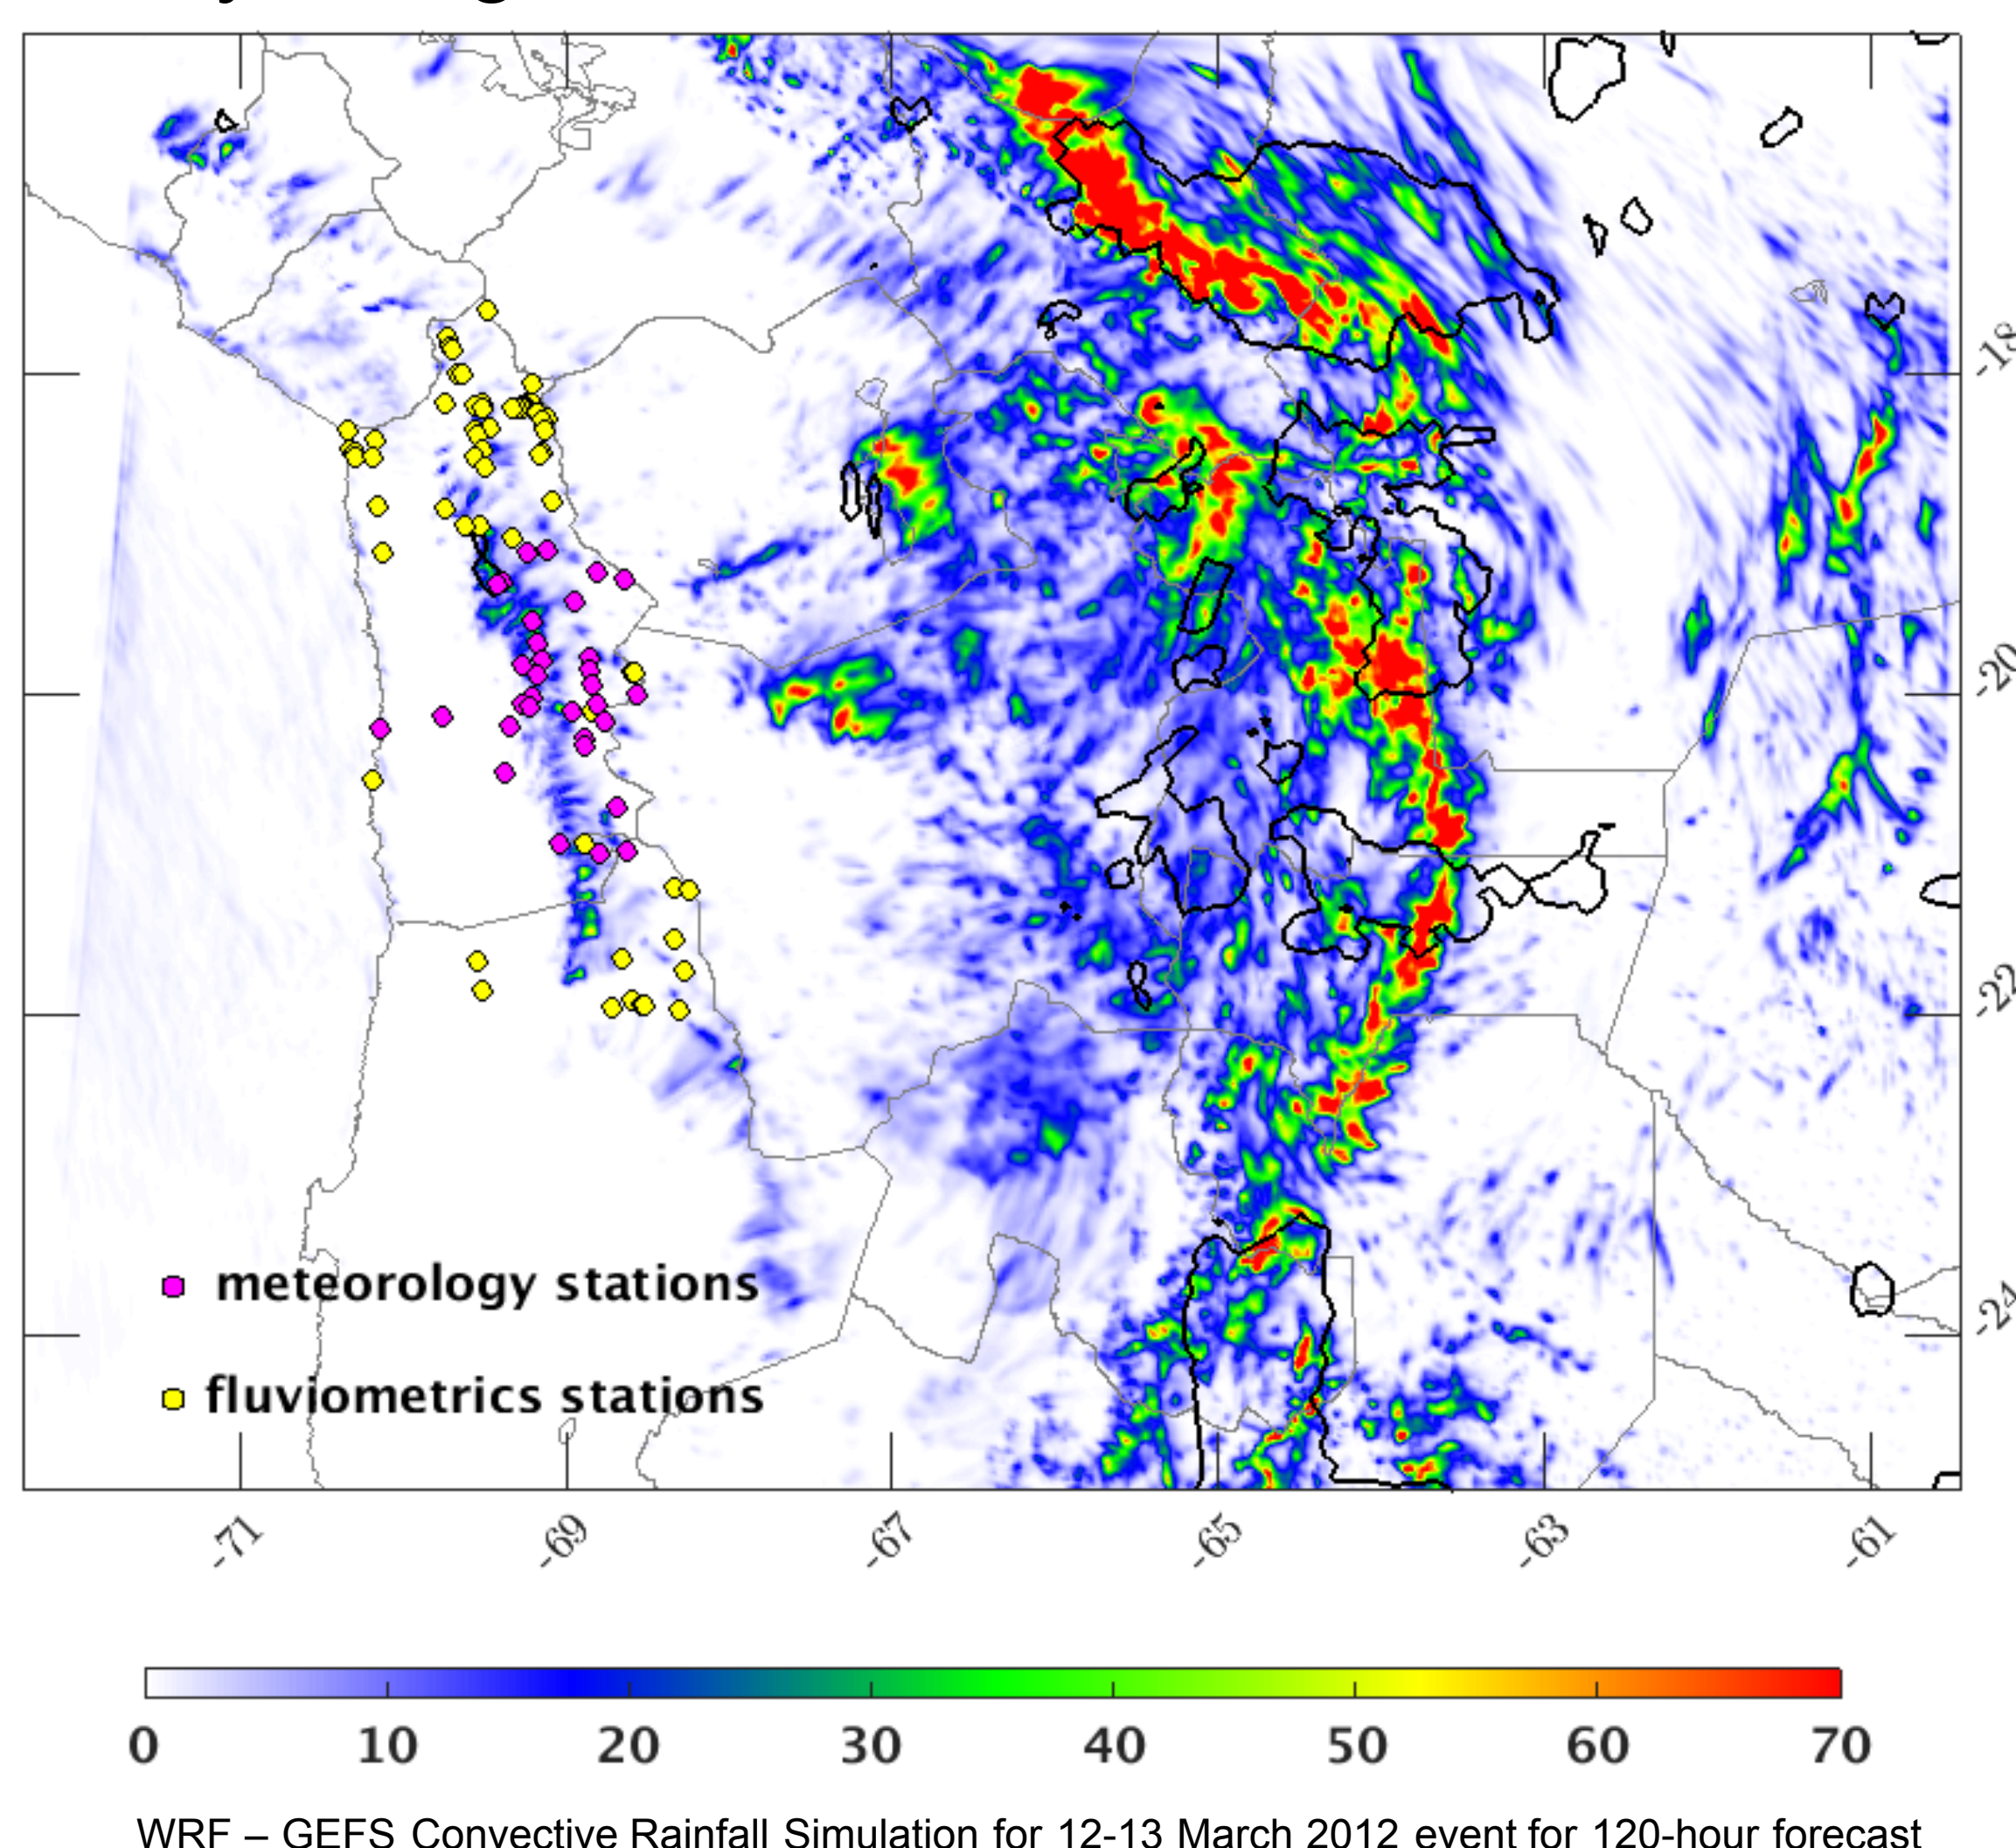 -18
-20
-22
-24
meteorology stations
fluviometrics stations
-71 -69 -67 -65 -63 -61
0 10 20 30 40 50 60 70
WRF – GEFS Convective Rainfall Simulation for 12-13 March 2012 event for 120-hour forecast